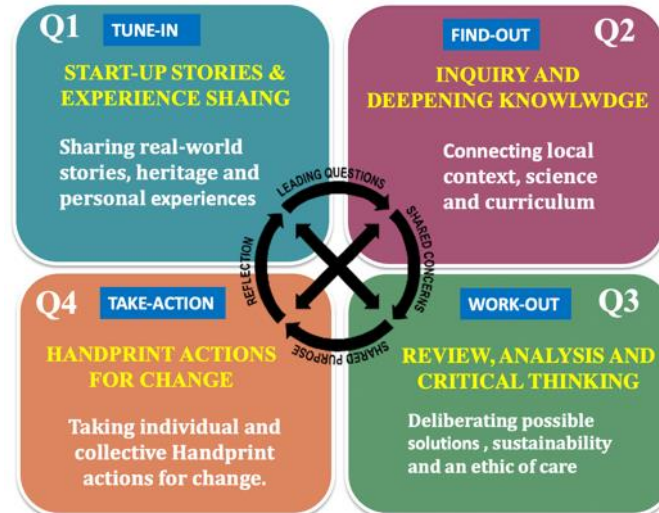 Q1
TUNE-IN
START-UP STORIES &
EXPERIENCE SHAING
Sharing real-world
stories, heritage and
personal experiences
FIND-OUT
Q2
INQUIRY AND
DEEPENING KNOWLWDGE
Connecting local
context, science
and curriculum
LEADING QUESTIONS
SHARED CONCERNS
SHARED PURPOSE
REFLECTION
Q4
TAKE-ACTION
HANDPRINT ACTIONS
FOR CHANGE
Taking individual and
collective Handprint
actions for change.
WORK-OUT
Q3
REVIEW, ANALYSIS AND
CRITICAL THINKING
Deliberating possible
solutions , sustainability
and an ethic of care